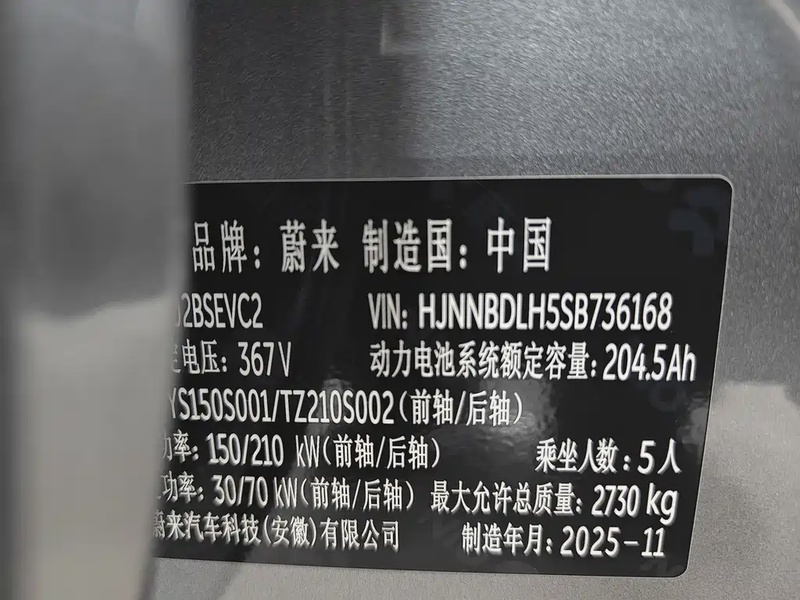 品牌：蔚来 制造国：中国
2BSEVC2 VIN: HJNNBDLH5SB736168
电压：367V 动力电池系统额定容量：204.5Ah
YS150S001/TZ210S002（前轴/后轴）
功率：150/210 kW（前轴/后轴） 乘坐人数：5人
功率：30/70 kW（前轴/后轴） 最大允许总质量：2730 kg
蔚来汽车科技（安徽）有限公司 制造年月：2025-11